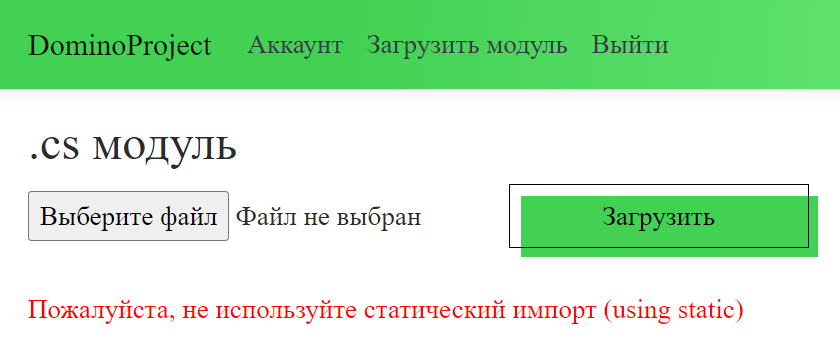 DominoProject Аккаунт Загрузить модуль Выйти
.cs модуль
Выберите файл Файл не выбран Загрузить
Пожалуйста, не используйте статический импорт (using static)